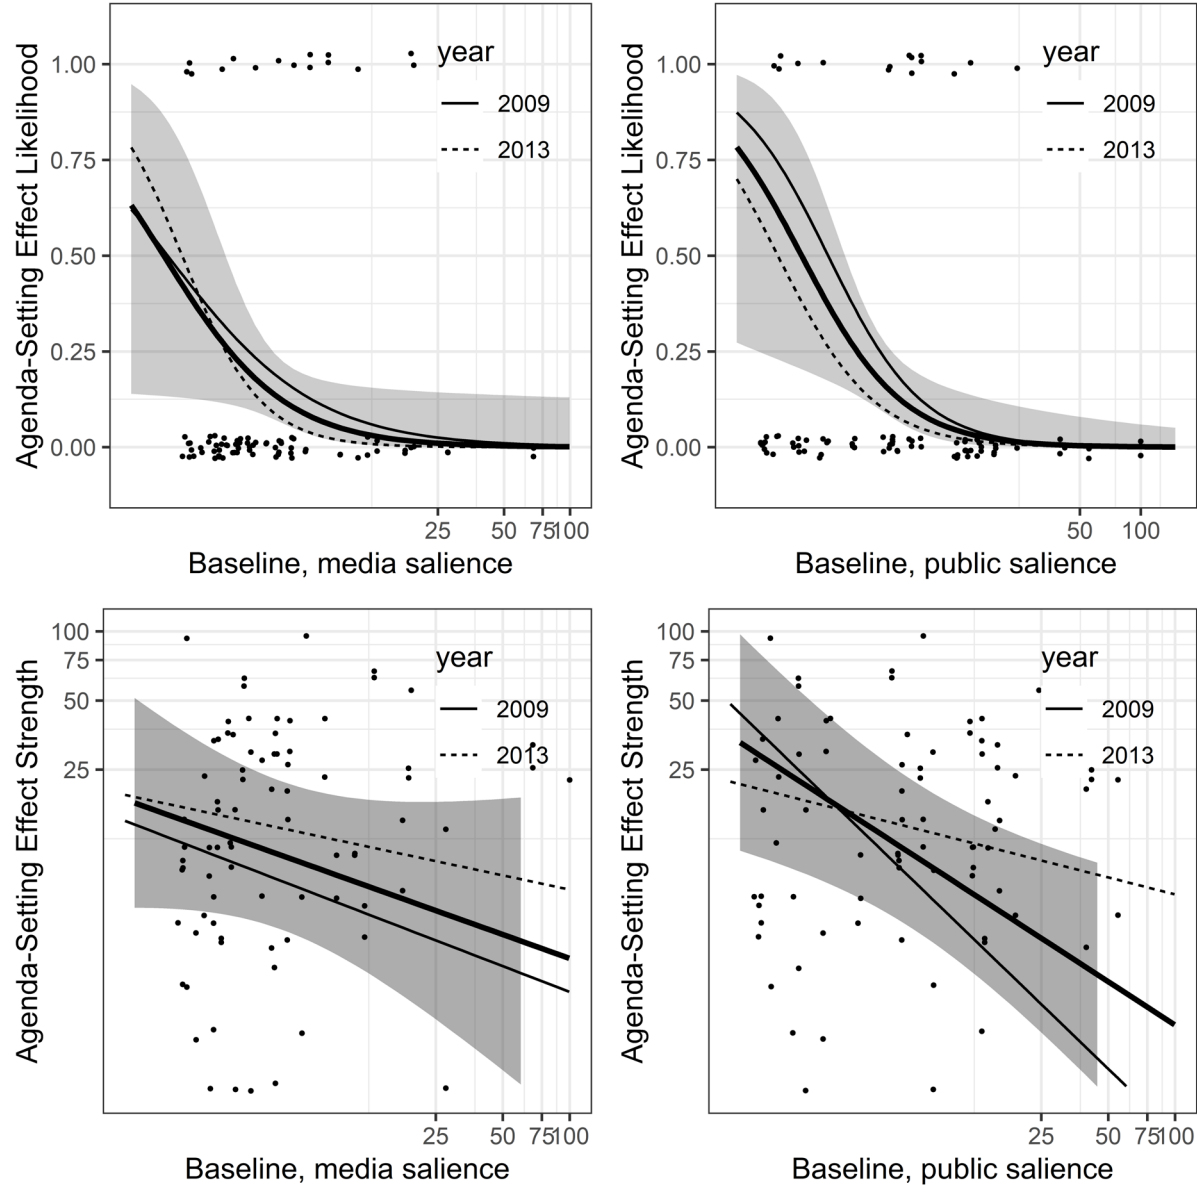 Agenda-Setting Effect Likelihood
1.00
0.75
0.50
0.25
0.00
year
2009
2013
25 50 75 100
Baseline, media salience
Agenda-Setting Effect Likelihood
1.00
0.75
0.50
0.25
0.00
year
2009
2013
50 100
Baseline, public salience
Agenda-Setting Effect Strength
100
75
50
25
year
2009
2013
25 50 75 100
Baseline, media salience
Agenda-Setting Effect Strength
100
75
50
25
year
2009
2013
25 50 75 100
Baseline, public salience